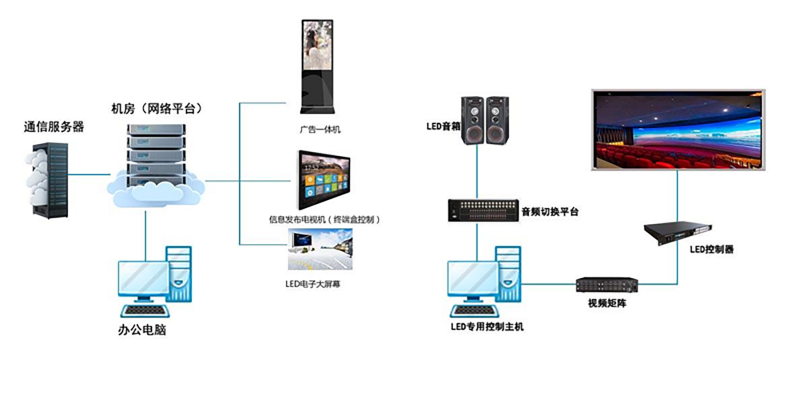 通信服务器
机房（网络平台）
广告一体机
信息发布电视机（终端盒控制）
LED电子大屏幕
办公电脑
LED音箱
音频切换平台
LED控制器
视频矩阵
LED专用控制主机